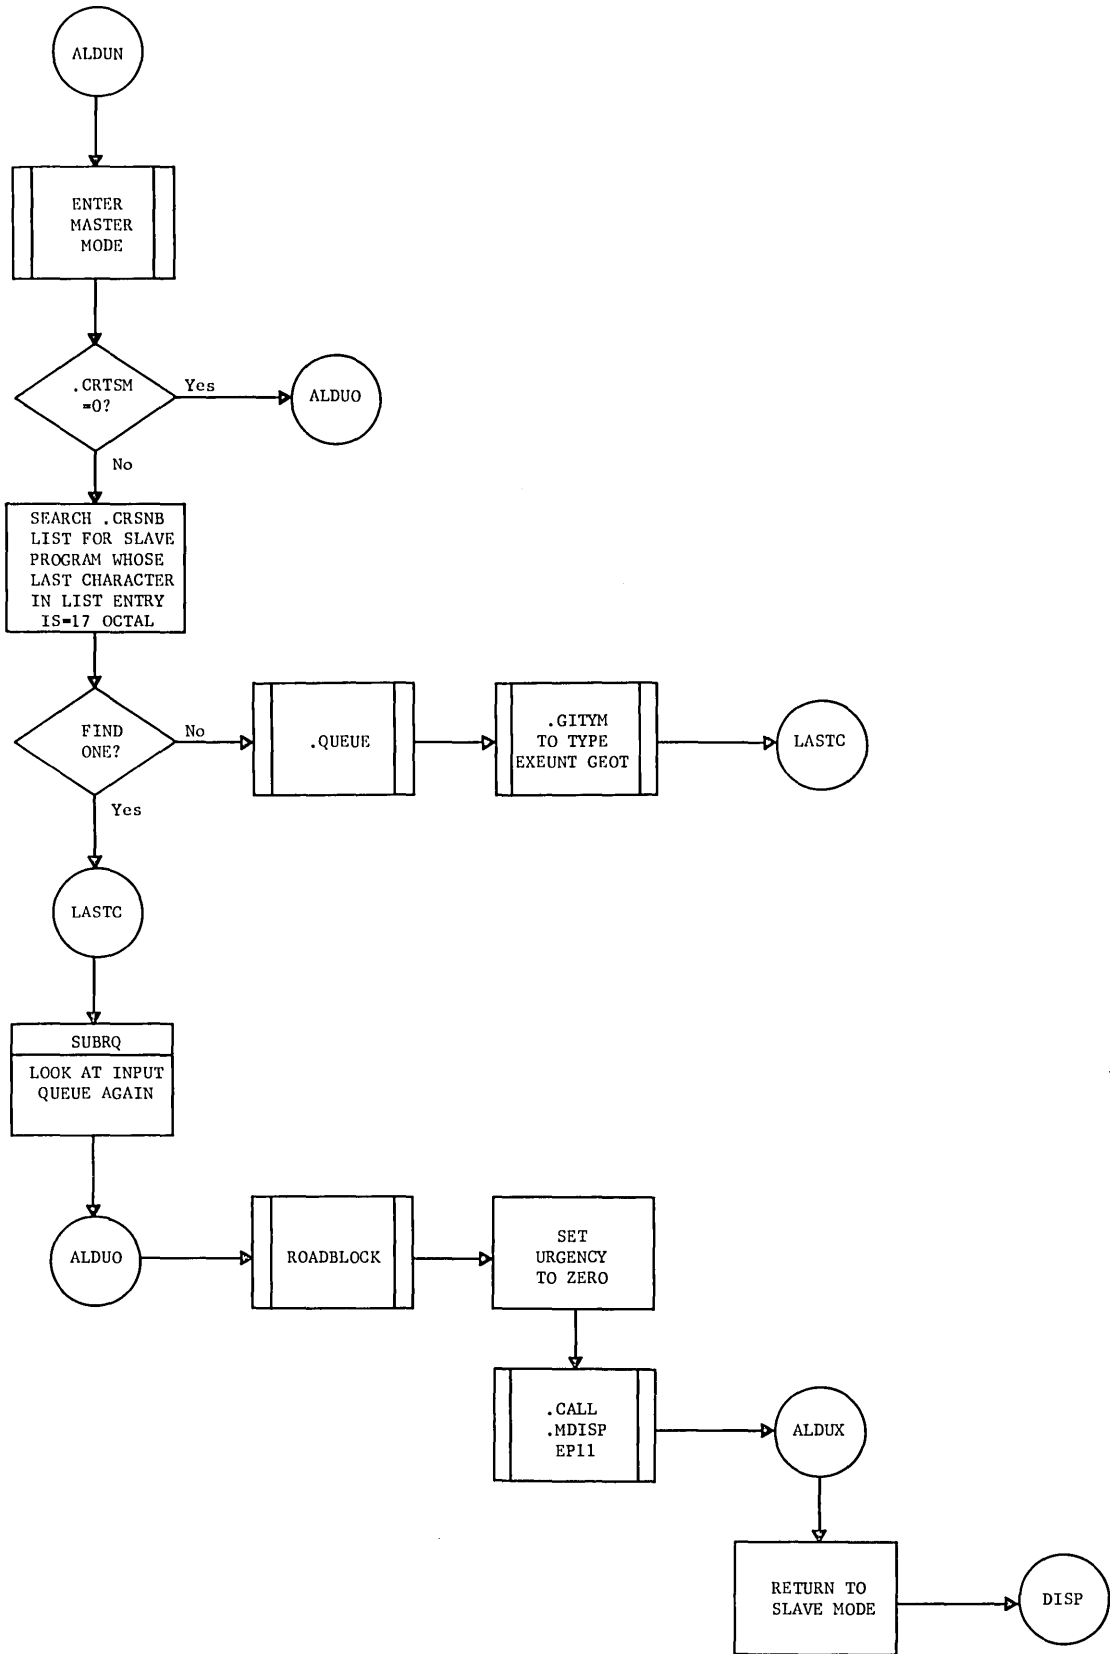 ALDUN
ENTER
MASTER
MODE
.CRTSM
=0?
Yes
ALDUO
No
SEARCH .CRSNB
LIST FOR SLAVE
PROGRAM WHOSE
LAST CHARACTER
IN LIST ENTRY
IS=17 OCTAL
FIND
ONE?
No
.QUEUE
.GITYM
TO TYPE
EXEUNT GEOT
LASTC
Yes
LASTC
SUBRQ
LOOK AT INPUT
QUEUE AGAIN
ALDUO
ROADBLOCK
SET
URGENCY
TO ZERO
.CALL
.MDISP
EP11
ALDUX
RETURN TO
SLAVE MODE
DISP